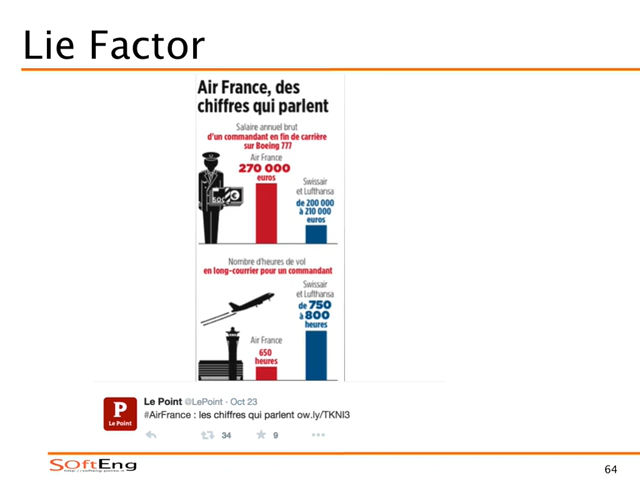 Lie Factor
Air France, des
chiffres qui parlent
Salaire annuel brut
d'un commandant en fin de carrière
sur Boeing 777
Air France
270 000
euros
Swissair
et Lufthansa
de 200 000
à 210 000
euros
Nombre d'heures de vol
en long-courrier pour un commandant
Swissair
et Lufthansa
de 750
à 800
heures
Air France
650
heures
P
Le Point
Le Point @LePoint · Oct 23
#AirFrance : les chiffres qui parlent ow.ly/TKNI3
34
9
SOftEng
64